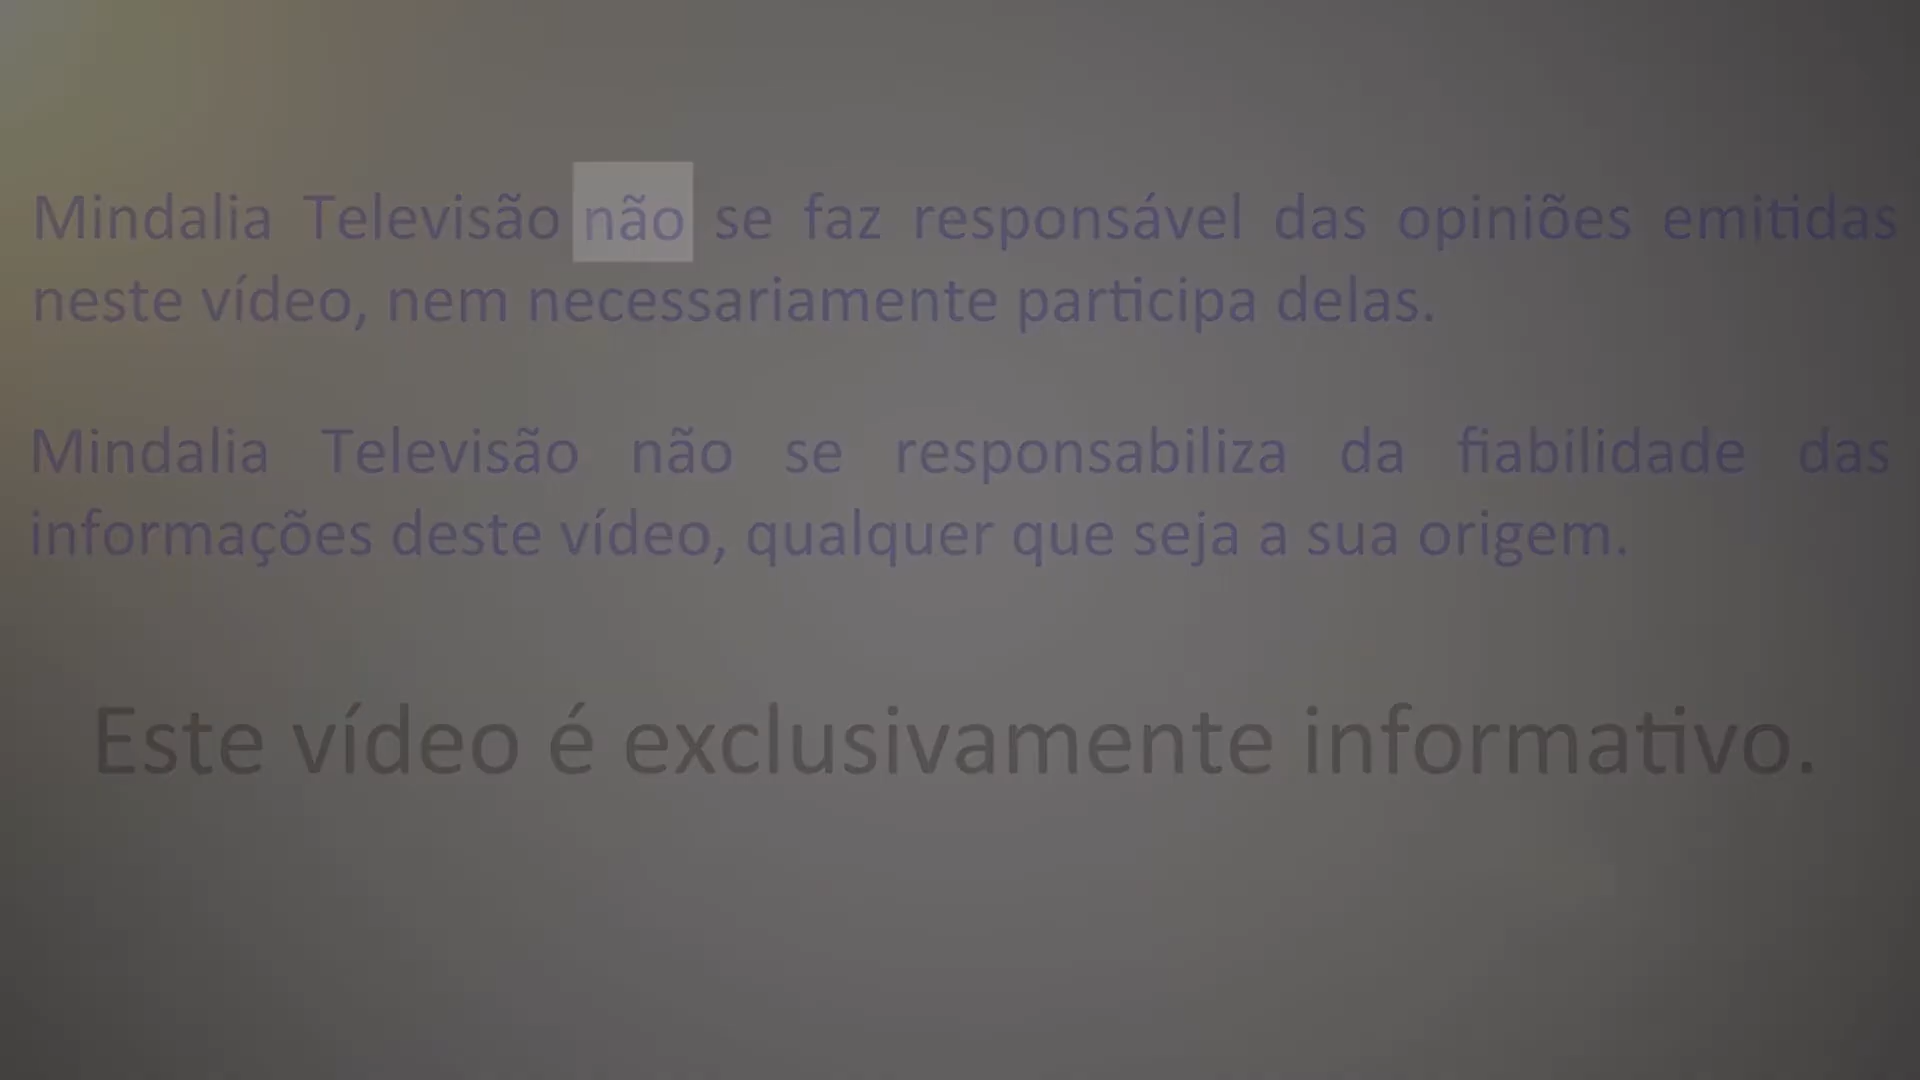 Mindalia Televisão não se faz responsável das opiniões emitidas
neste vídeo, nem necessariamente participa delas.
Mindalia Televisão não se responsabiliza da fiabilidade das
informações deste vídeo, qualquer que seja a sua origem.
Este vídeo é exclusivamente informativo.